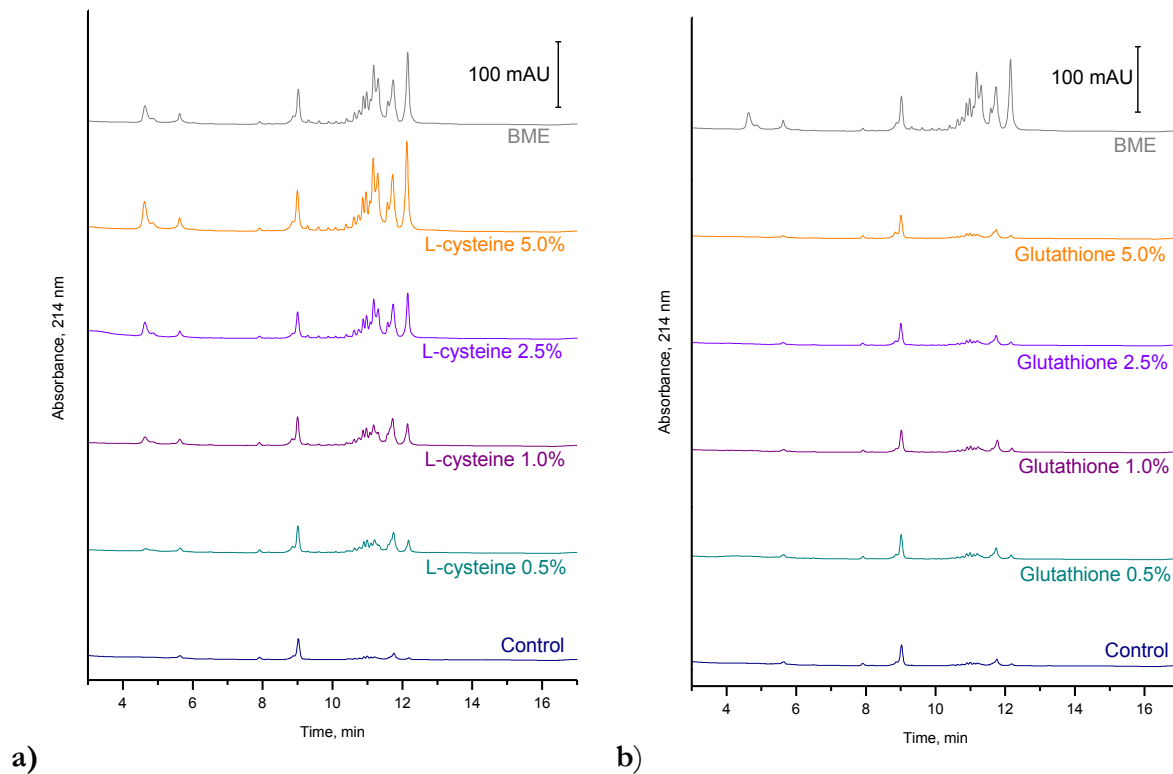 100 mAU
BME
L-cysteine 5.0%
L-cysteine 2.5%
L-cysteine 1.0%
L-cysteine 0.5%
Control
Absorbance, 214 nm
4 6 8 10 12 14 16
Time, min
a)
100 mAU
BME
Glutathione 5.0%
Glutathione 2.5%
Glutathione 1.0%
Glutathione 0.5%
Control
Absorbance, 214 nm
4 6 8 10 12 14 16
Time, min
b)